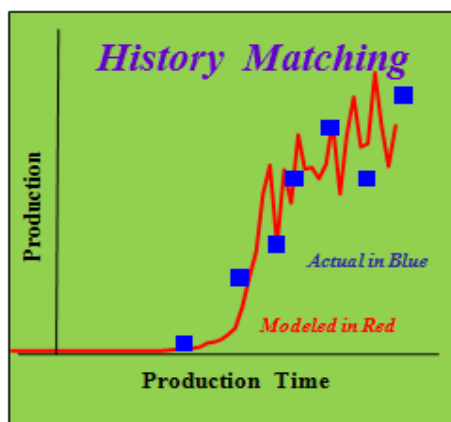 History Matching
Production
Actual in Blue
Modeled in Red
Production Time